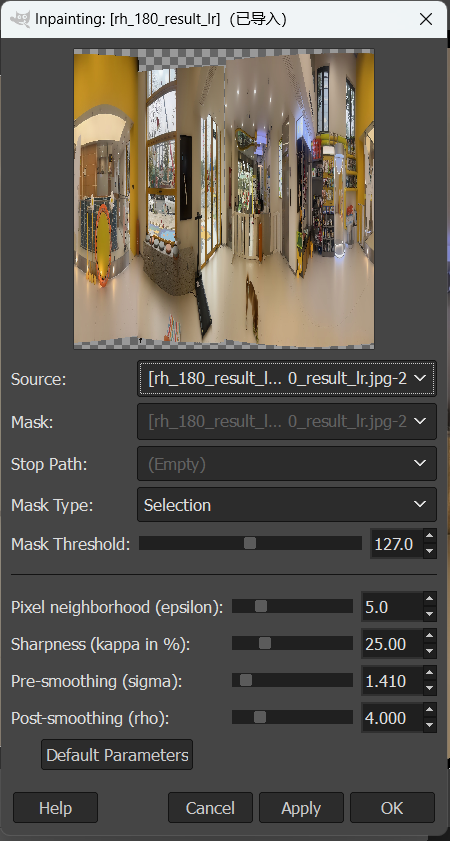 Inpainting: [rh_180_result_lr] (已导入)
Source: [rh_180_result_l... 0_result_lr.jpg-2
Mask: [rh_180_result_l... 0_result_lr.jpg-2
Stop Path: (Empty)
Mask Type: Selection
Mask Threshold: 127.0
Pixel neighborhood (epsilon): 5.0
Sharpness (kappa in %): 25.00
Pre-smoothing (sigma): 1.410
Post-smoothing (rho): 4.000
Default Parameters
Help Cancel Apply OK